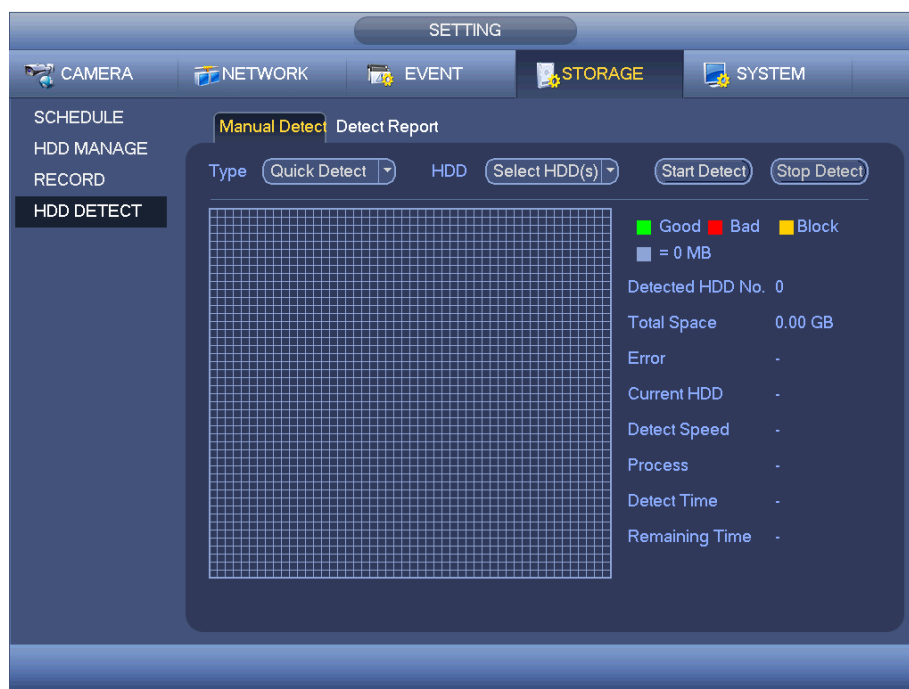 SETTING
CAMERA NETWORK EVENT STORAGE SYSTEM
SCHEDULE
HDD MANAGE
RECORD
HDD DETECT
Manual Detect Detect Report
Type Quick Detect HDD Select HDD(s) Start Detect Stop Detect
Good Bad Block
= 0 MB
Detected HDD No. 0
Total Space 0.00 GB
Error -
Current HDD -
Detect Speed -
Process -
Detect Time -
Remaining Time -